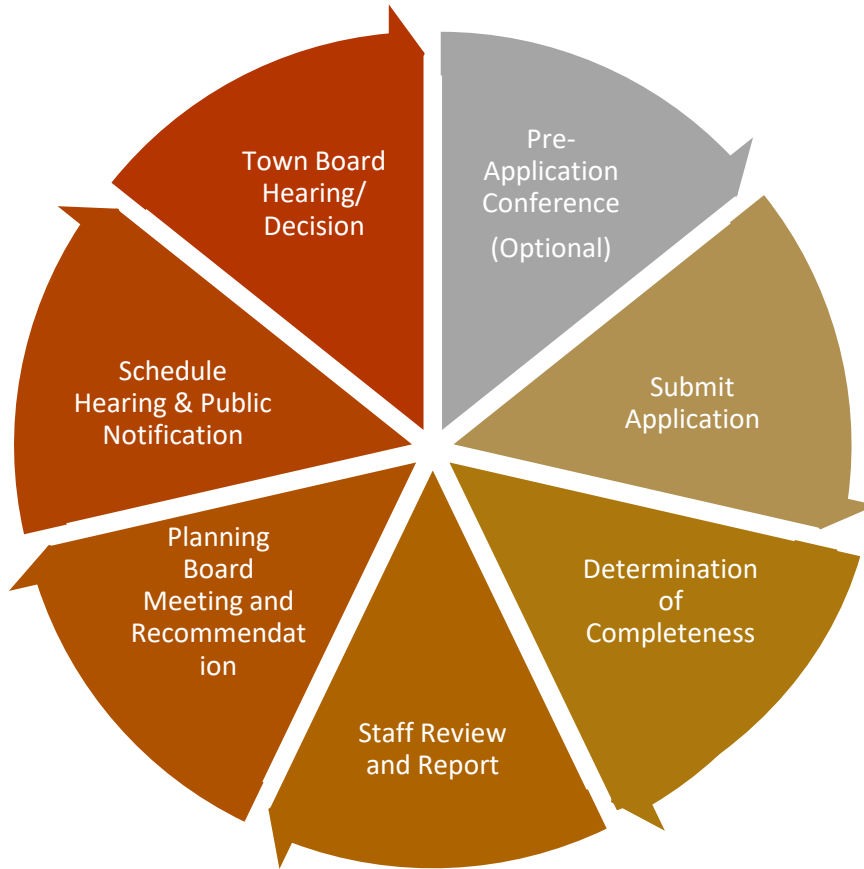 Pre-
Application
Conference
(Optional)
Submit
Application
Determination
of
Completeness
Staff Review
and Report
Planning
Board
Meeting and
Recommendat
ion
Schedule
Hearing & Public
Notification
Town Board
Hearing/
Decision